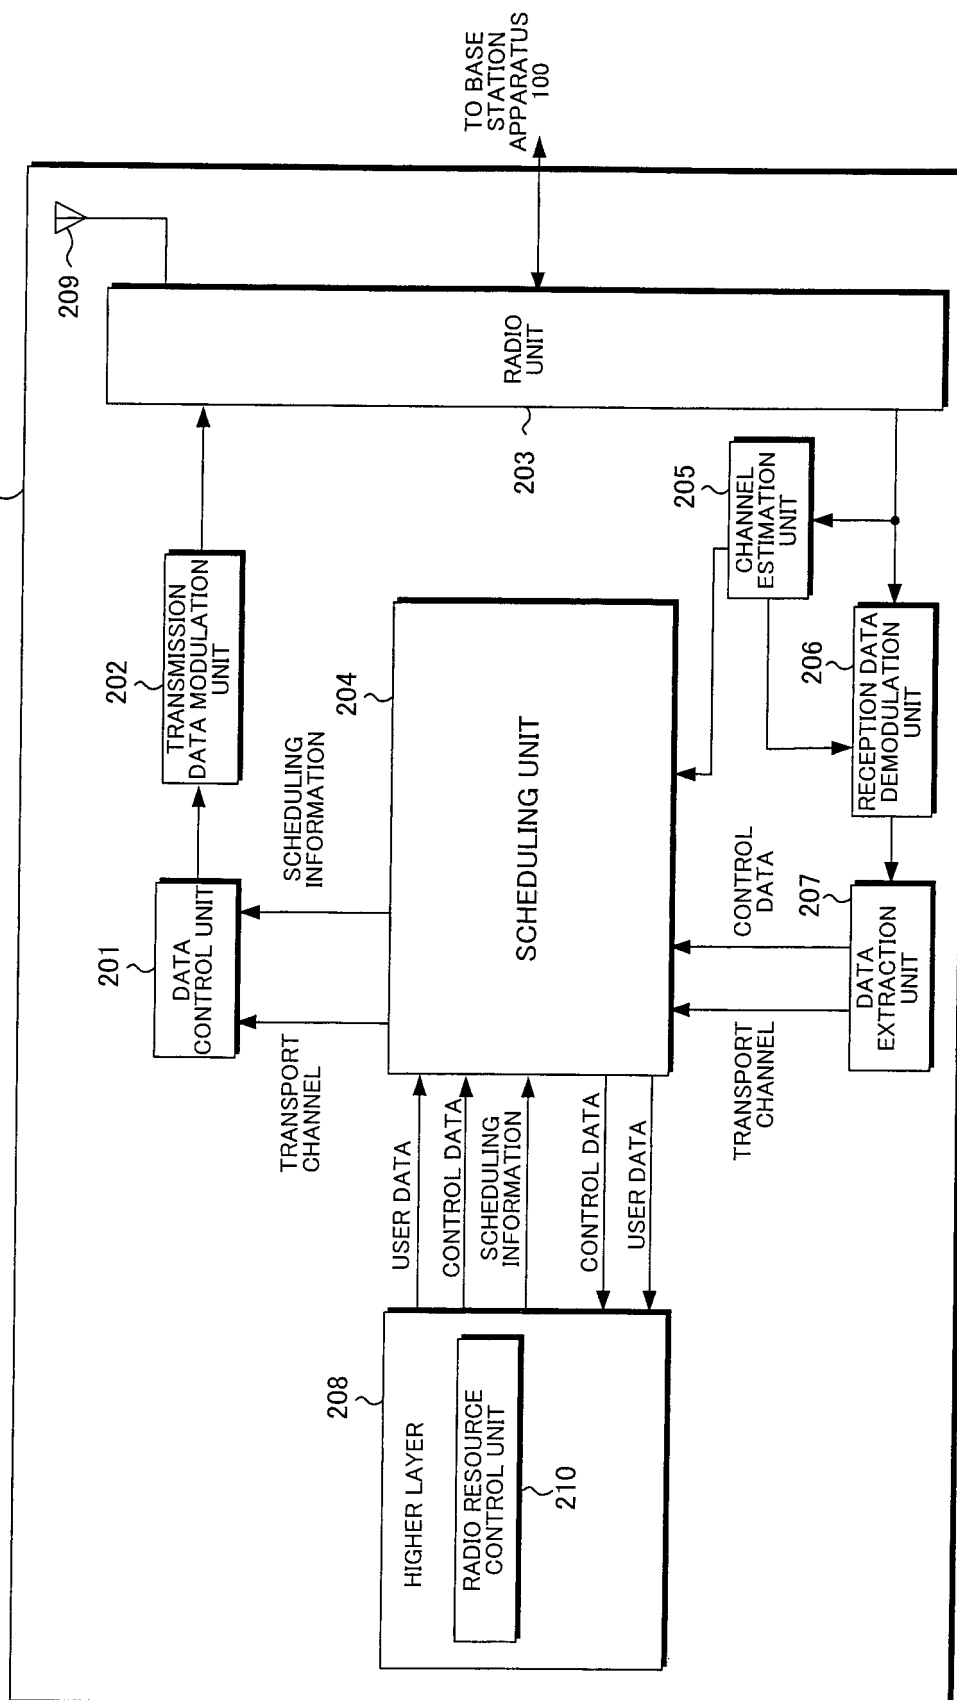 209
TO BASE
STATION
APPARATUS
100
202
TRANSMISSION
DATA MODULATION
UNIT
201
DATA
CONTROL UNIT
RADIO
UNIT
203
SCHEDULING
INFORMATION
TRANSPORT
CHANNEL
204
SCHEDULING UNIT
205
CHANNEL
ESTIMATION
UNIT
206
RECEPTION DATA
DEMODULATION
UNIT
207
DATA
EXTRACTION
UNIT
CONTROL
DATA
TRANSPORT
CHANNEL
USER DATA
CONTROL DATA
SCHEDULING
INFORMATION
CONTROL DATA
USER DATA
208
HIGHER LAYER
RADIO RESOURCE
CONTROL UNIT
210